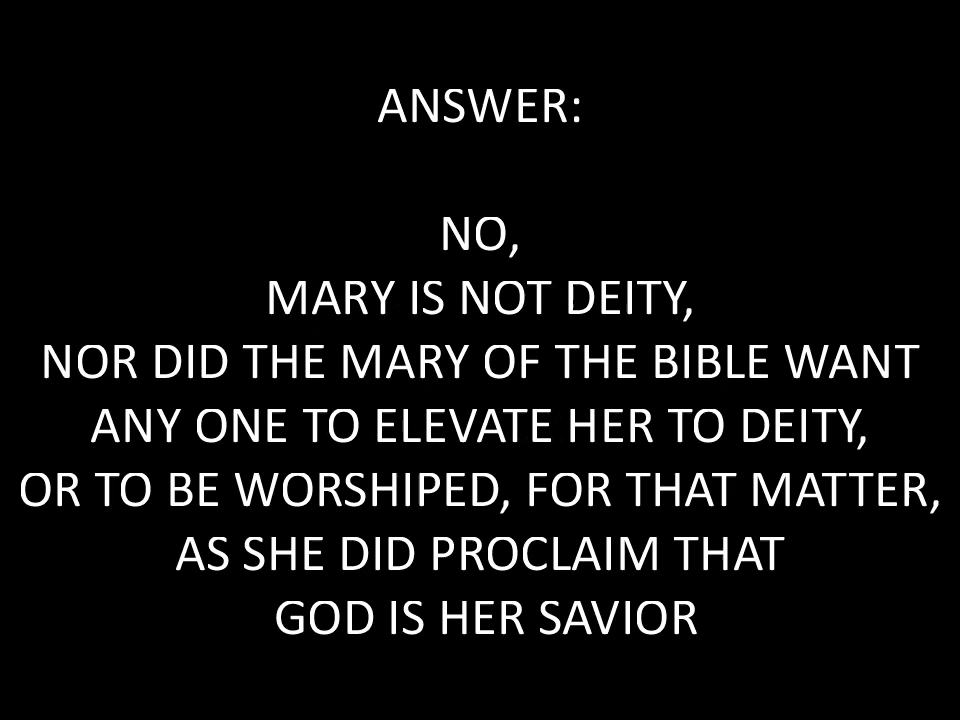 ANSWER:
NO,
MARY IS NOT DEITY,
NOR DID THE MARY OF THE BIBLE WANT
ANY ONE TO ELEVATE HER TO DEITY,
OR TO BE WORSHIPED, FOR THAT MATTER,
AS SHE DID PROCLAIM THAT
GOD IS HER SAVIOR